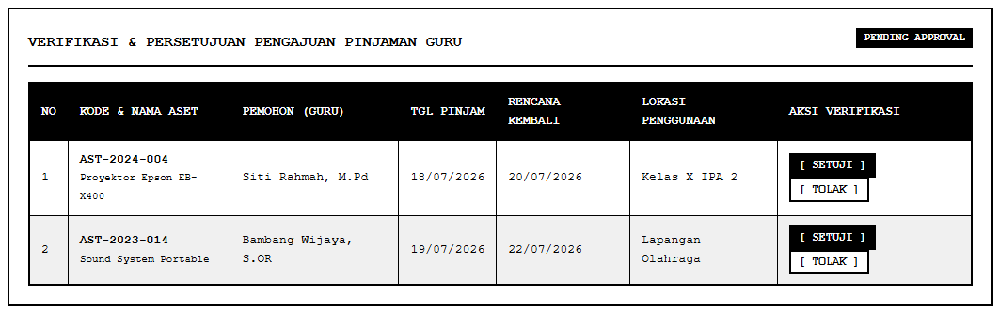 VERIFIKASI & PERSETUJUAN PENGAJUAN PINJAMAN GURU
PENDING APPROVAL
NO
KODE & NAMA ASET
PEMOHON (GURU)
TGL PINJAM
RENCANA
KEMBALI
LOKASI
PENGGUNAAN
AKSI VERIFIKASI
1
AST-2024-004
Proyektor Epson EB-
X400
Siti Rahmah, M.Pd
18/07/2026
20/07/2026
Kelas X IPA 2
[ SETUJI ]
[ TOLAK ]
2
AST-2023-014
Sound System Portable
Bambang Wijaya,
S.OR
19/07/2026
22/07/2026
Lapangan
Olahraga
[ SETUJI ]
[ TOLAK ]